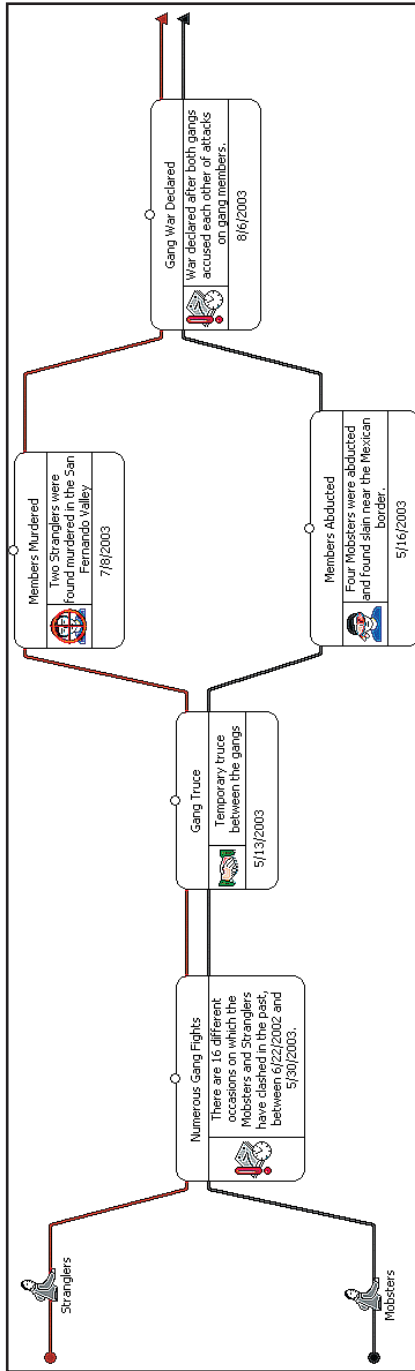 Stranglers
Mobsters
Numerous Gang Fights
There are 16 different
occasions on which the
Mobsters and Stranglers
have clashed in the past,
between 6/22/2002 and
5/30/2003.
Gang Truce
Temporary truce
between the gangs
5/13/2003
Members Murdered
Two Stranglers were
found murdered in the San
Fernando Valley
7/8/2003
Members Abducted
Four Mobsters were abducted
and found slain near the Mexican
border.
5/16/2003
Gang War Declared
War declared after both gangs
accused each other of attacks
on gang members.
8/6/2003